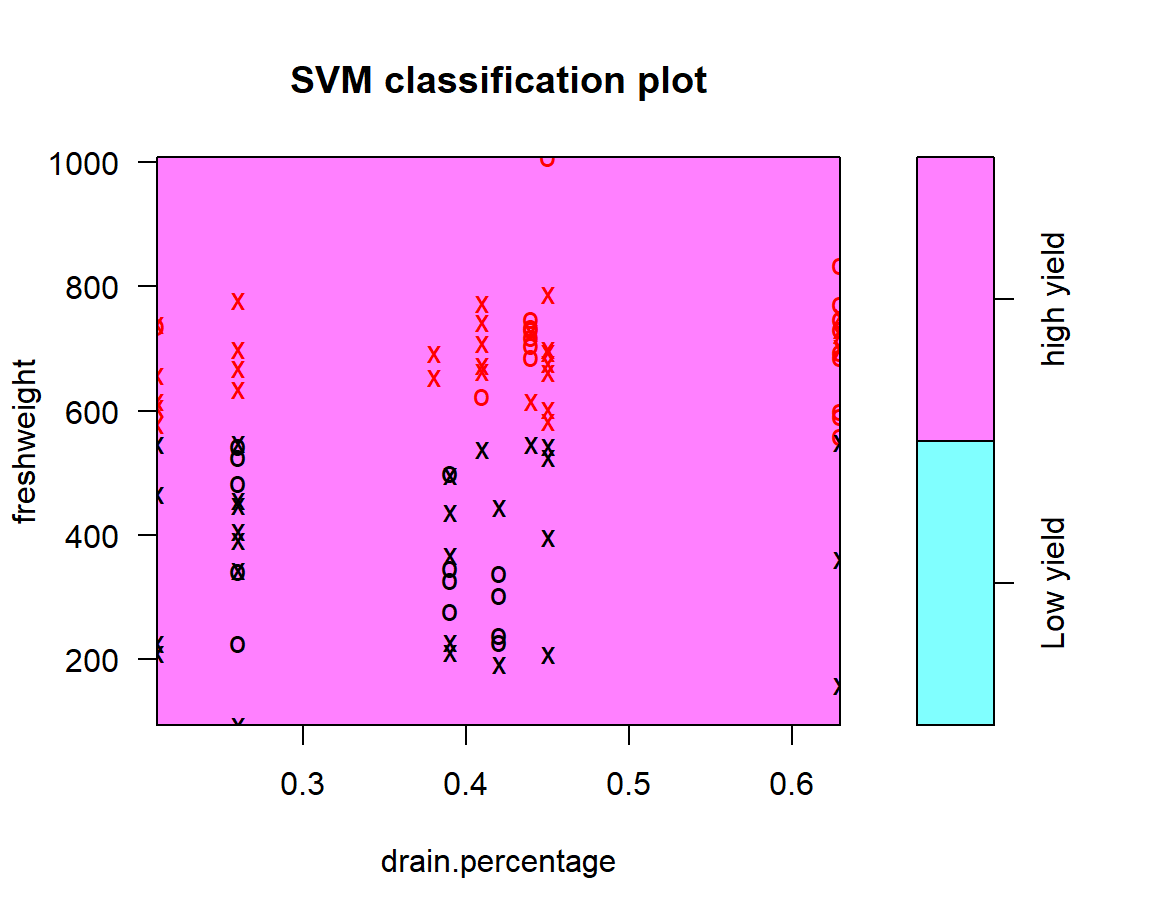 SVM classification plot
1000
800
600
400
200
freshweight
0.3 0.4 0.5 0.6
drain.percentage
high yield
Low yield